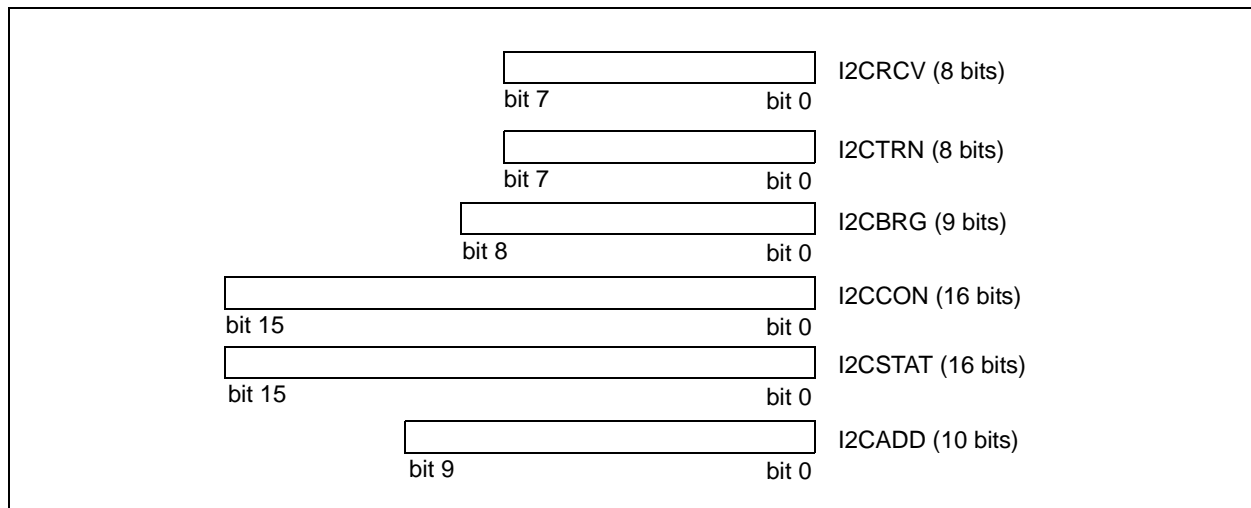 I2CRCV (8 bits)
bit 7 bit 0
I2CTRN (8 bits)
bit 7 bit 0
I2CBRG (9 bits)
bit 8 bit 0
I2CCON (16 bits)
bit 15 bit 0
I2CSTAT (16 bits)
bit 15 bit 0
I2CADD (10 bits)
bit 9 bit 0